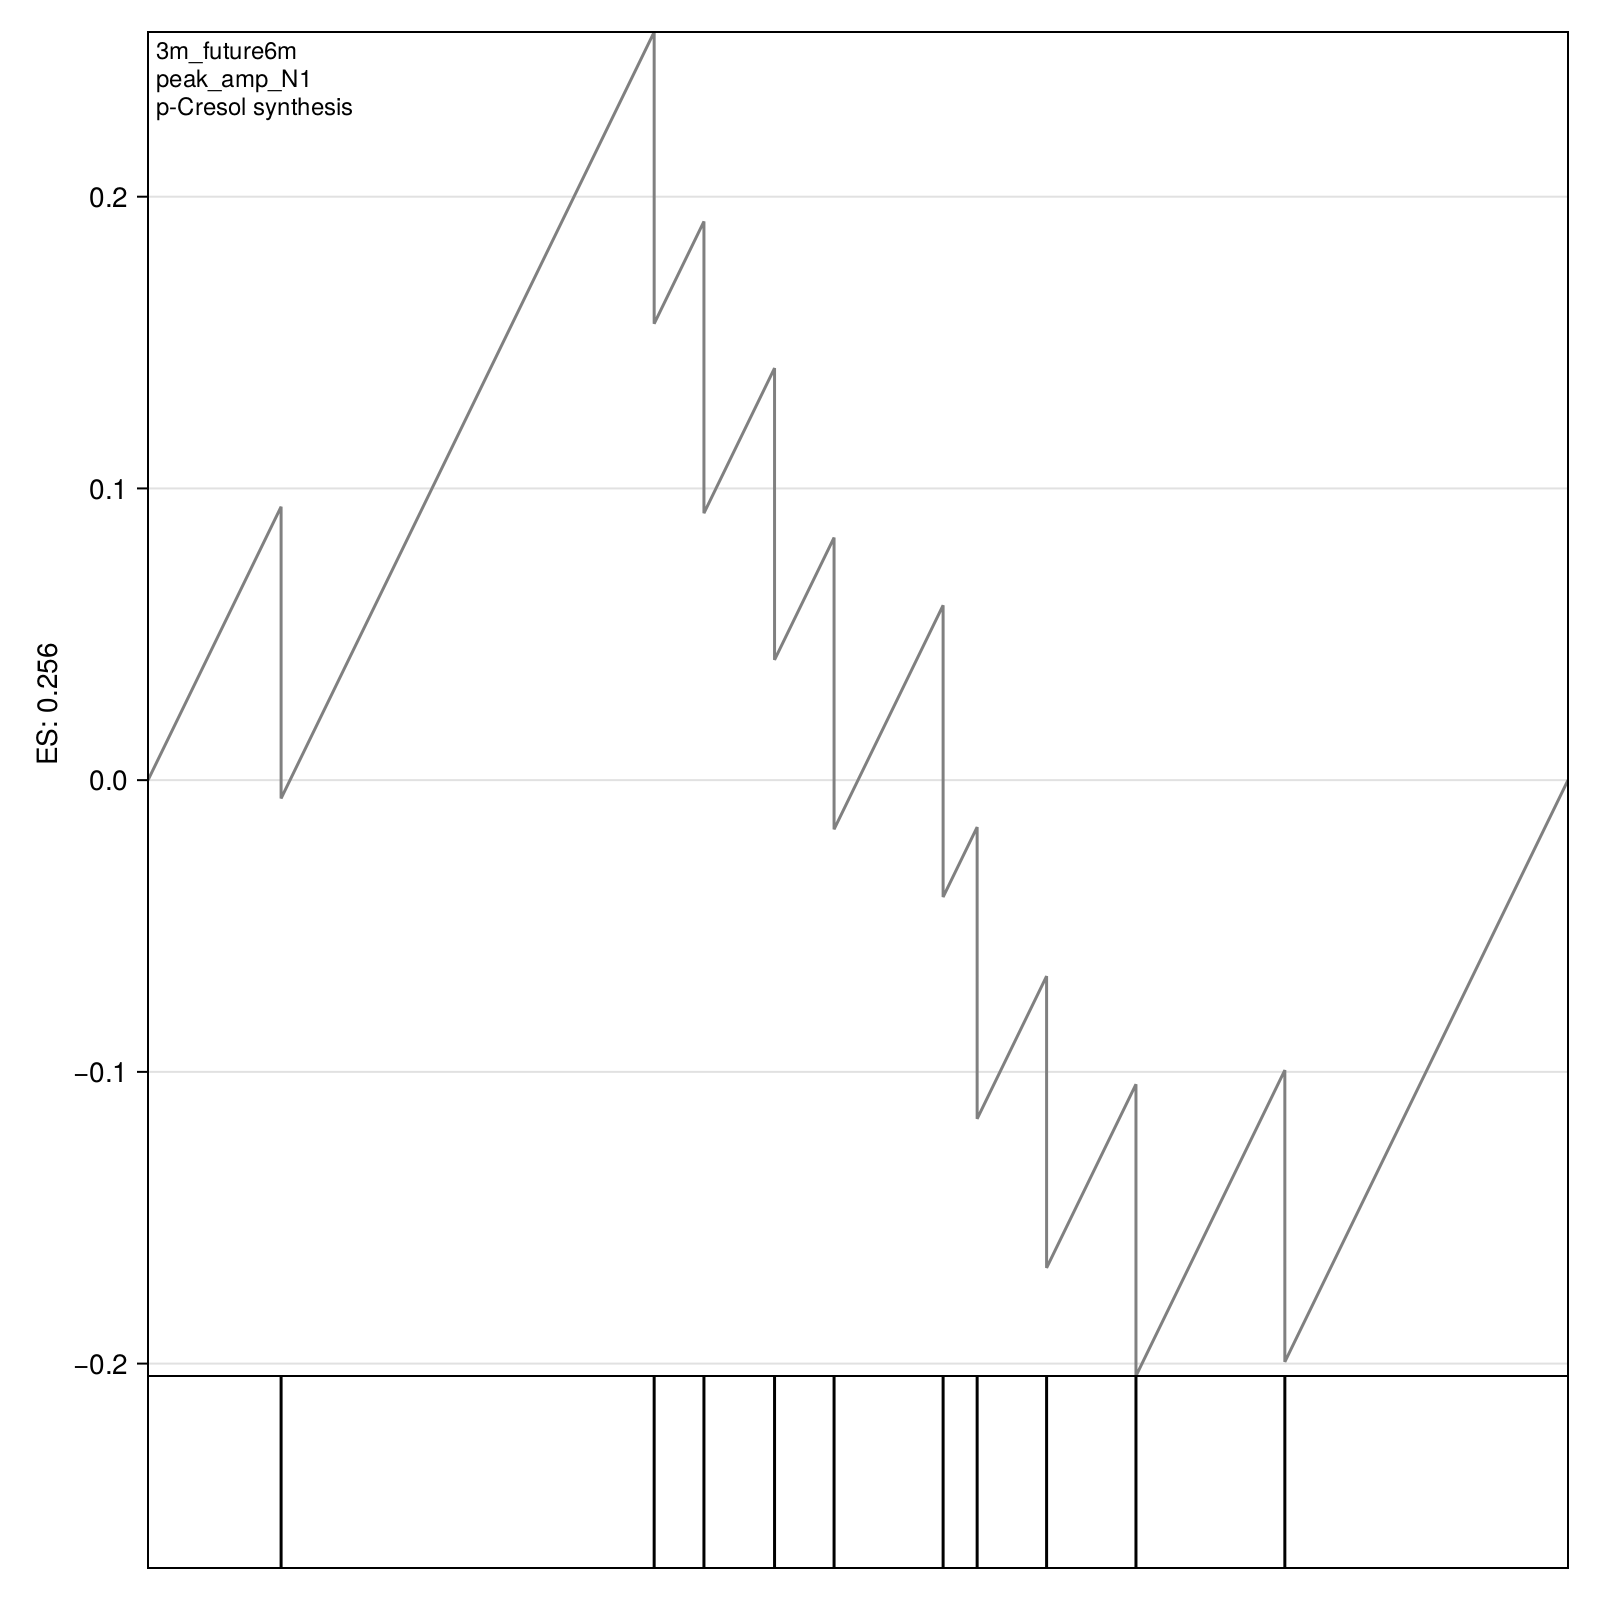 3m_future6m
peak_amp_N1
p-Cresol synthesis
0.2
0.1
0.0
−0.1
−0.2
ES: 0.256